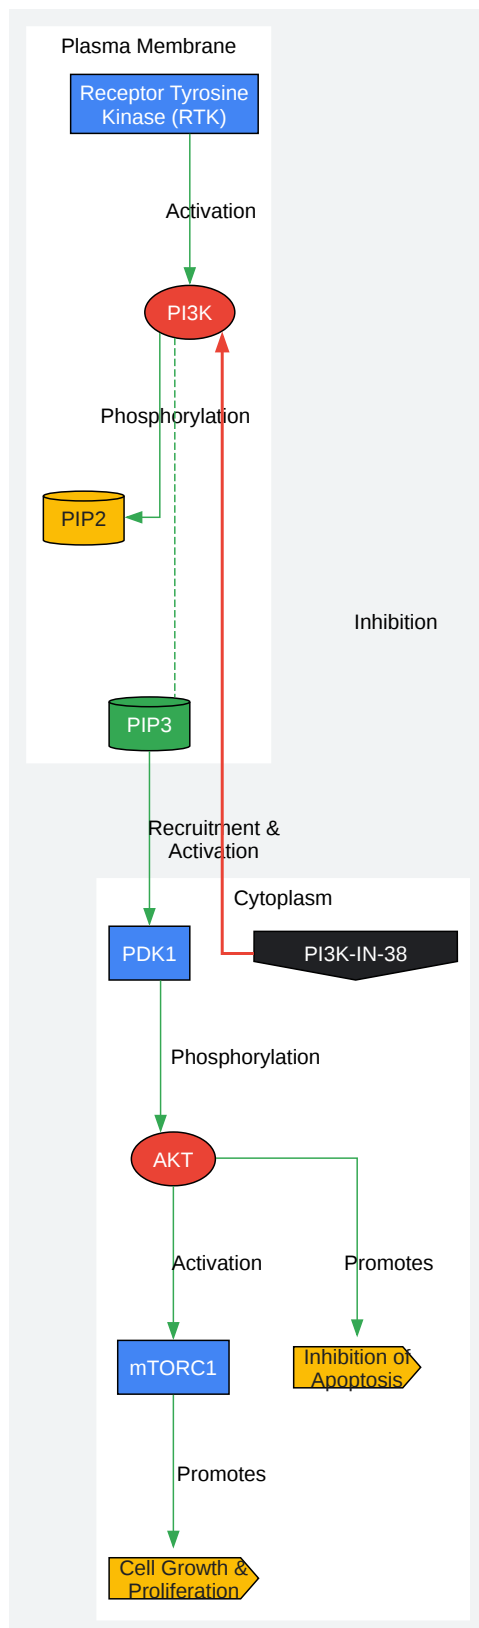 Plasma Membrane
Receptor Tyrosine
Kinase (RTK)
Activation
PI3K
Phosphorylation
PIP2
Inhibition
PIP3
Recruitment &
Activation
Cytoplasm
PDK1
PI3K-IN-38
Phosphorylation
AKT
Activation
Promotes
Inhibition of
Apoptosis
mTORC1
Promotes
Cell Growth &
Proliferation